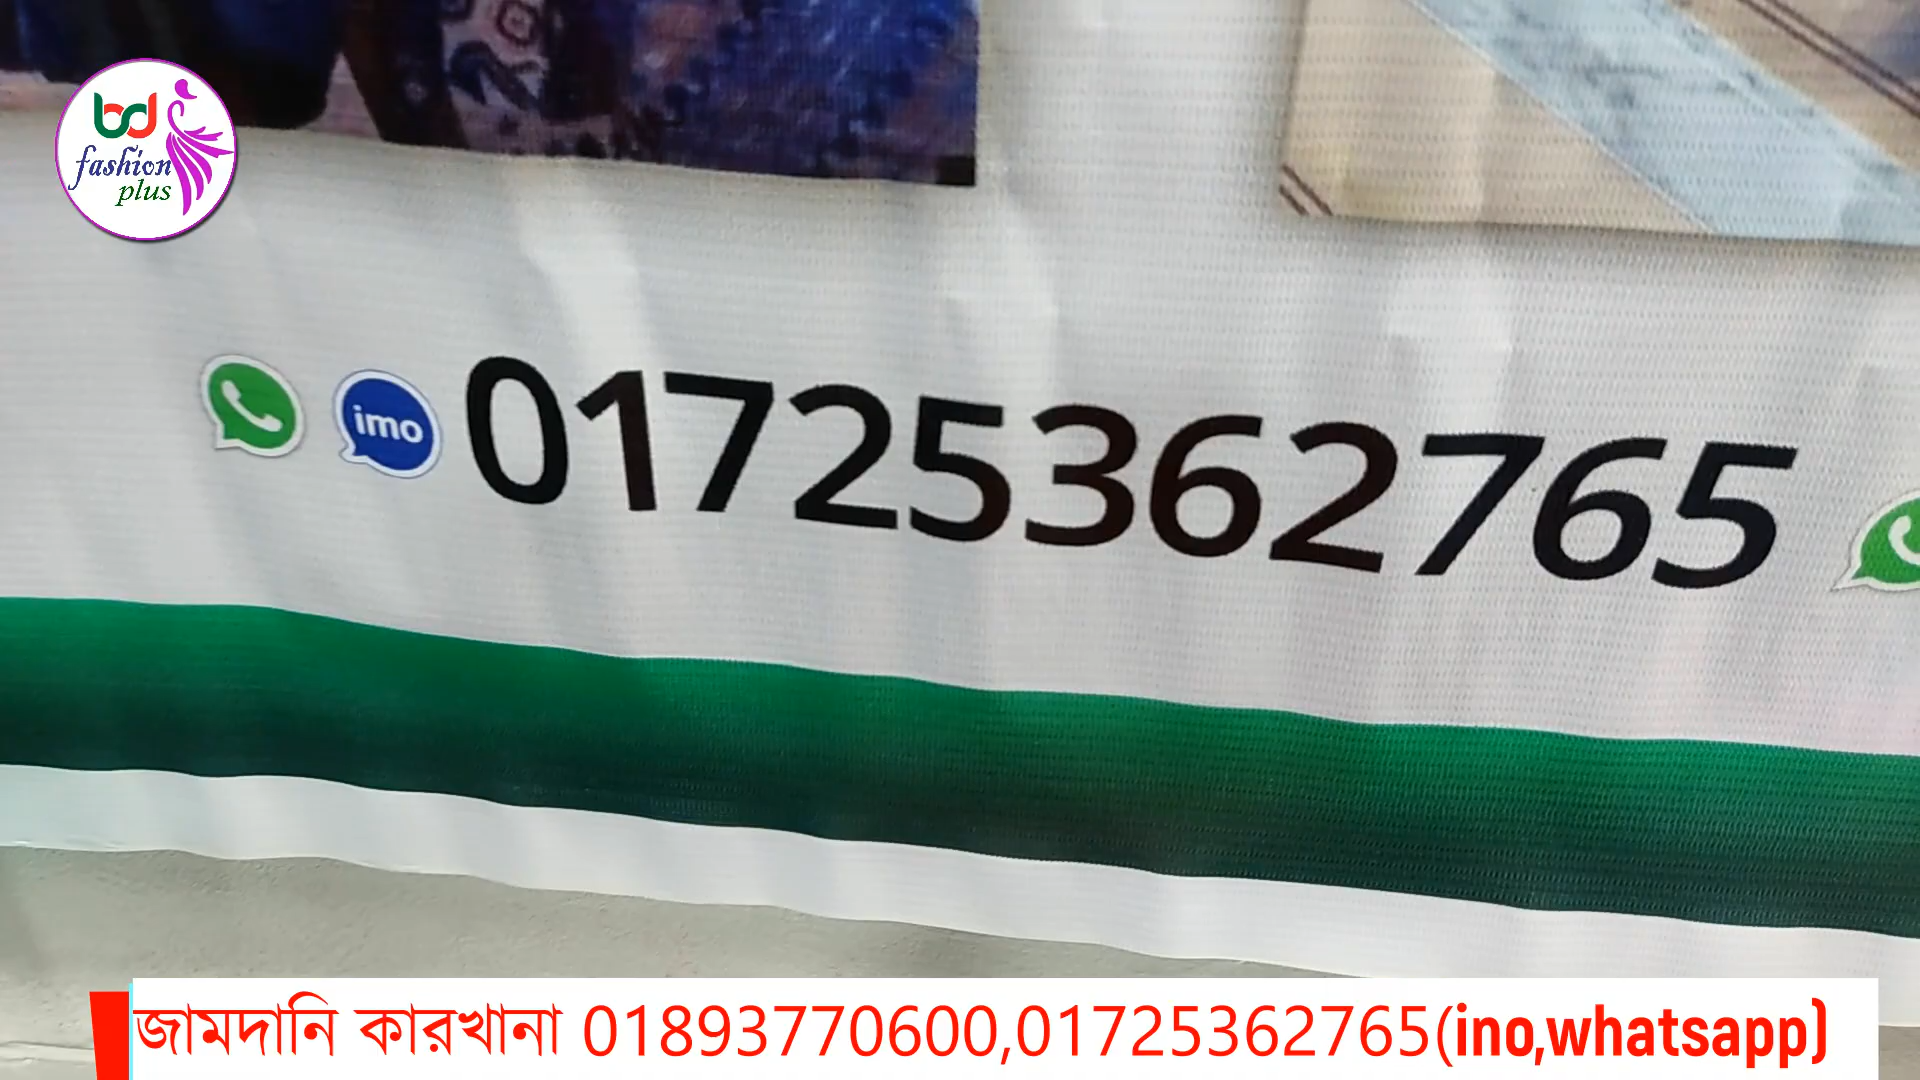 bd
fashion
plus
imo 01725362765
জামদানি কারখানা 01893770600,01725362765(ino,whatsapp)